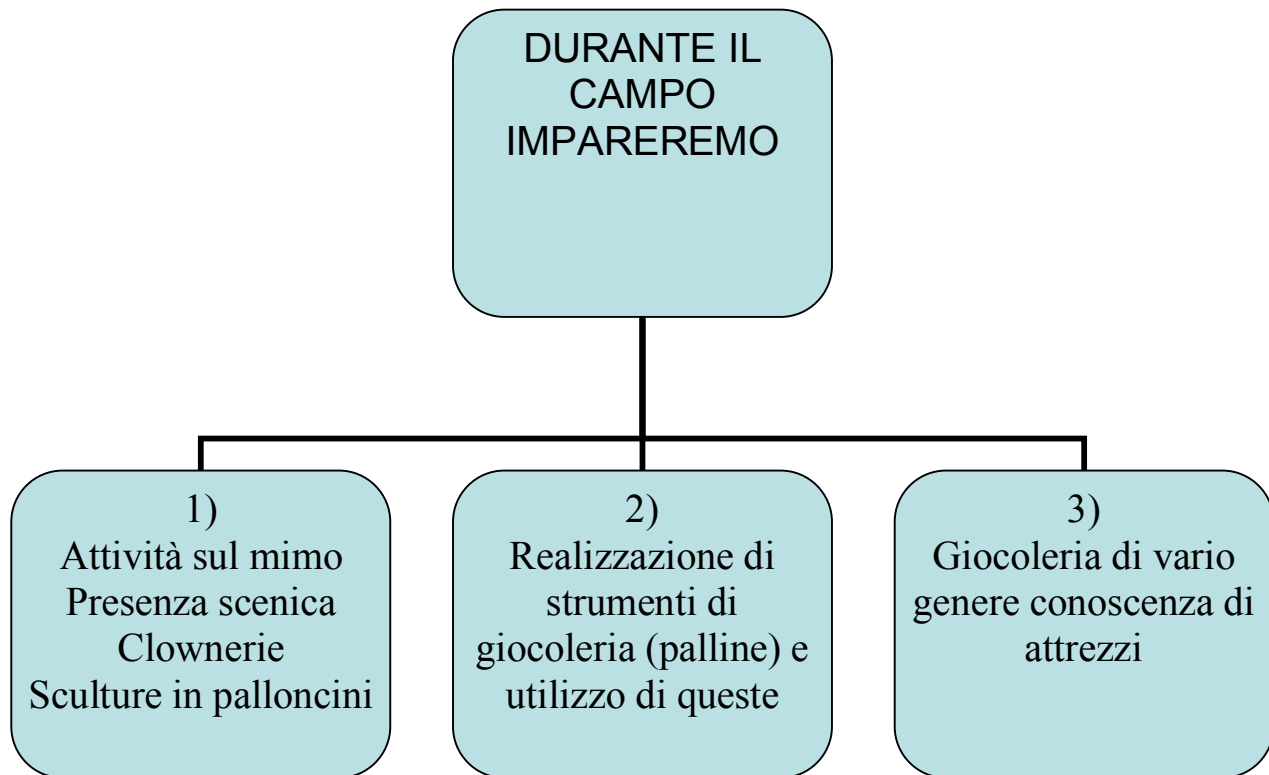 DURANTE IL
CAMPO
IMPAREREMO
1)
Attività sul mimo
Presenza scenica
Clownerie
Sculture in palloncini
2)
Realizzazione di
strumenti di
giocoleria (palline) e
utilizzo di queste
3)
Giocoleria di vario
genere conoscenza di
attrezzi